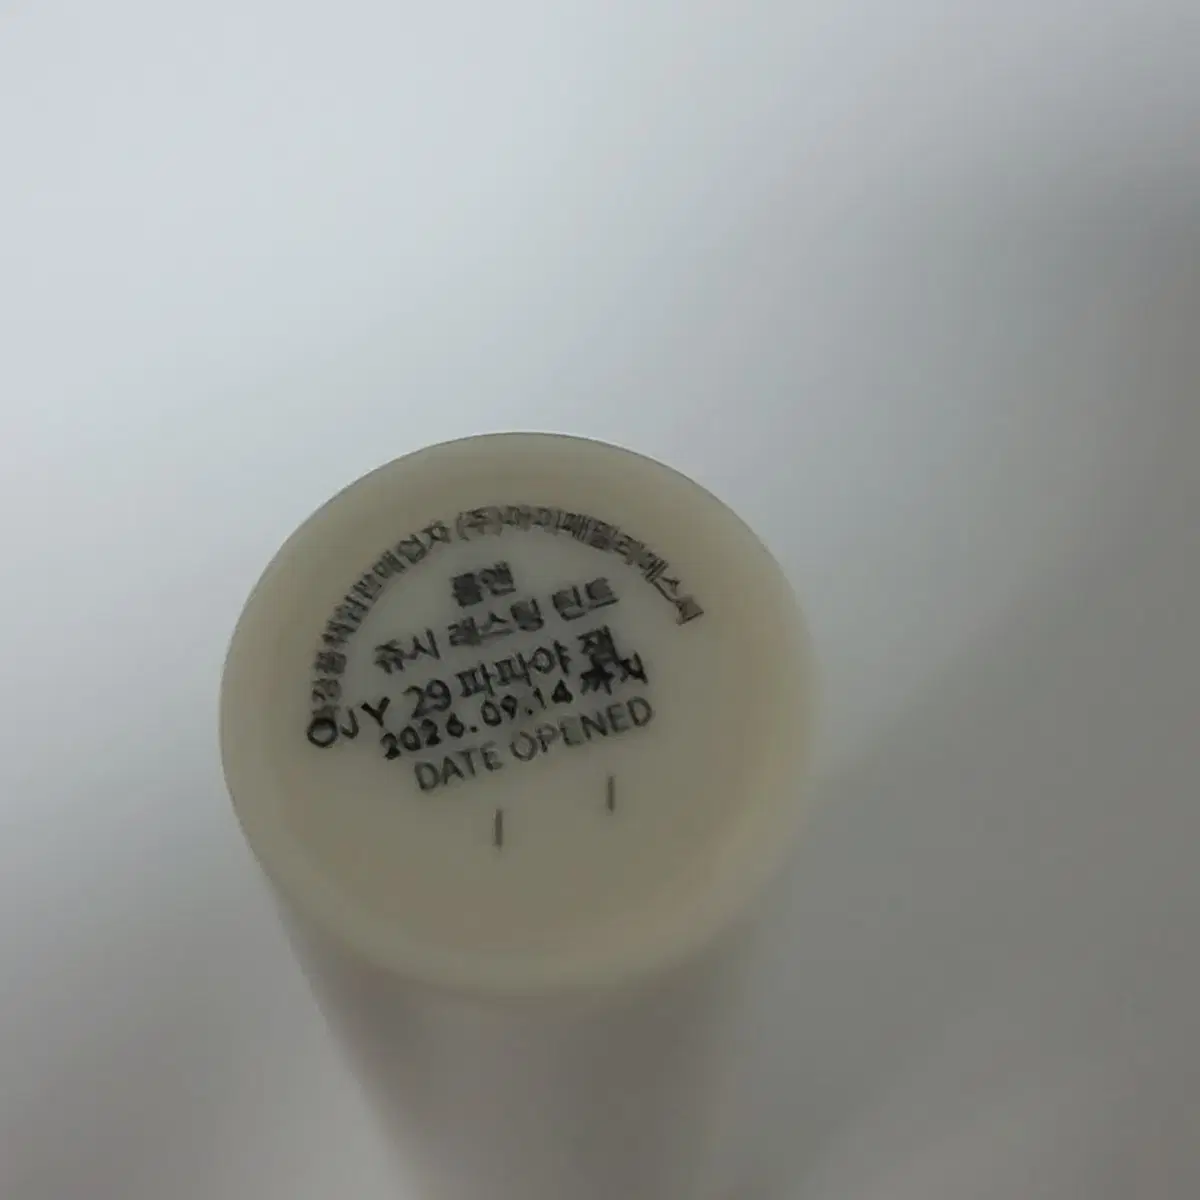 화장품책임판매업자 (주)아이패밀리에스씨
롬앤
쥬시 래스팅 틴트
29 파파야 잼
OJY 2026.09.14 까지
DATE OPENED